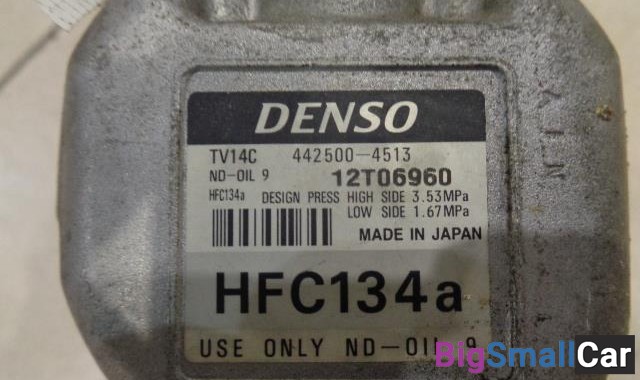 DENSO
TV14C 442500-4513
ND-OIL 9 12T06960
HFC134a DESIGN PRESS HIGH SIDE 3.53MPa
LOW SIDE 1.67MPa
MADE IN JAPAN
HFC134a
USE ONLY ND-OIL 9
BigSmallCar